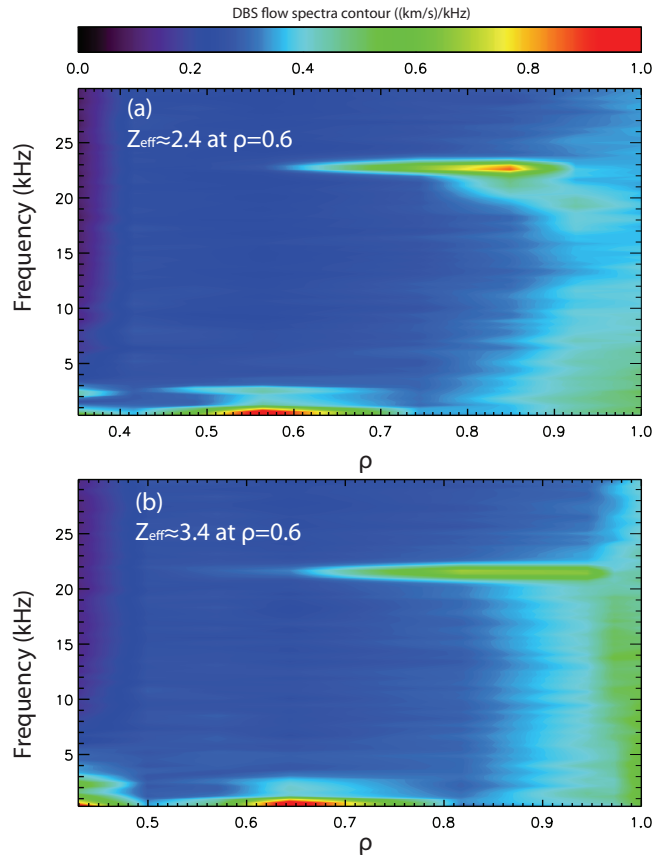 DBS flow spectra contour ((km/s)/kHz)
0.0 0.2 0.4 0.6 0.8 1.0
(a)
Zeff≈2.4 at ρ=0.6
Frequency (kHz)
25
20
15
10
5
0.4 0.5 0.6 0.7 0.8 0.9 1.0
ρ
(b)
Zeff≈3.4 at ρ=0.6
Frequency (kHz)
25
20
15
10
5
0.5 0.6 0.7 0.8 0.9 1.0
ρ